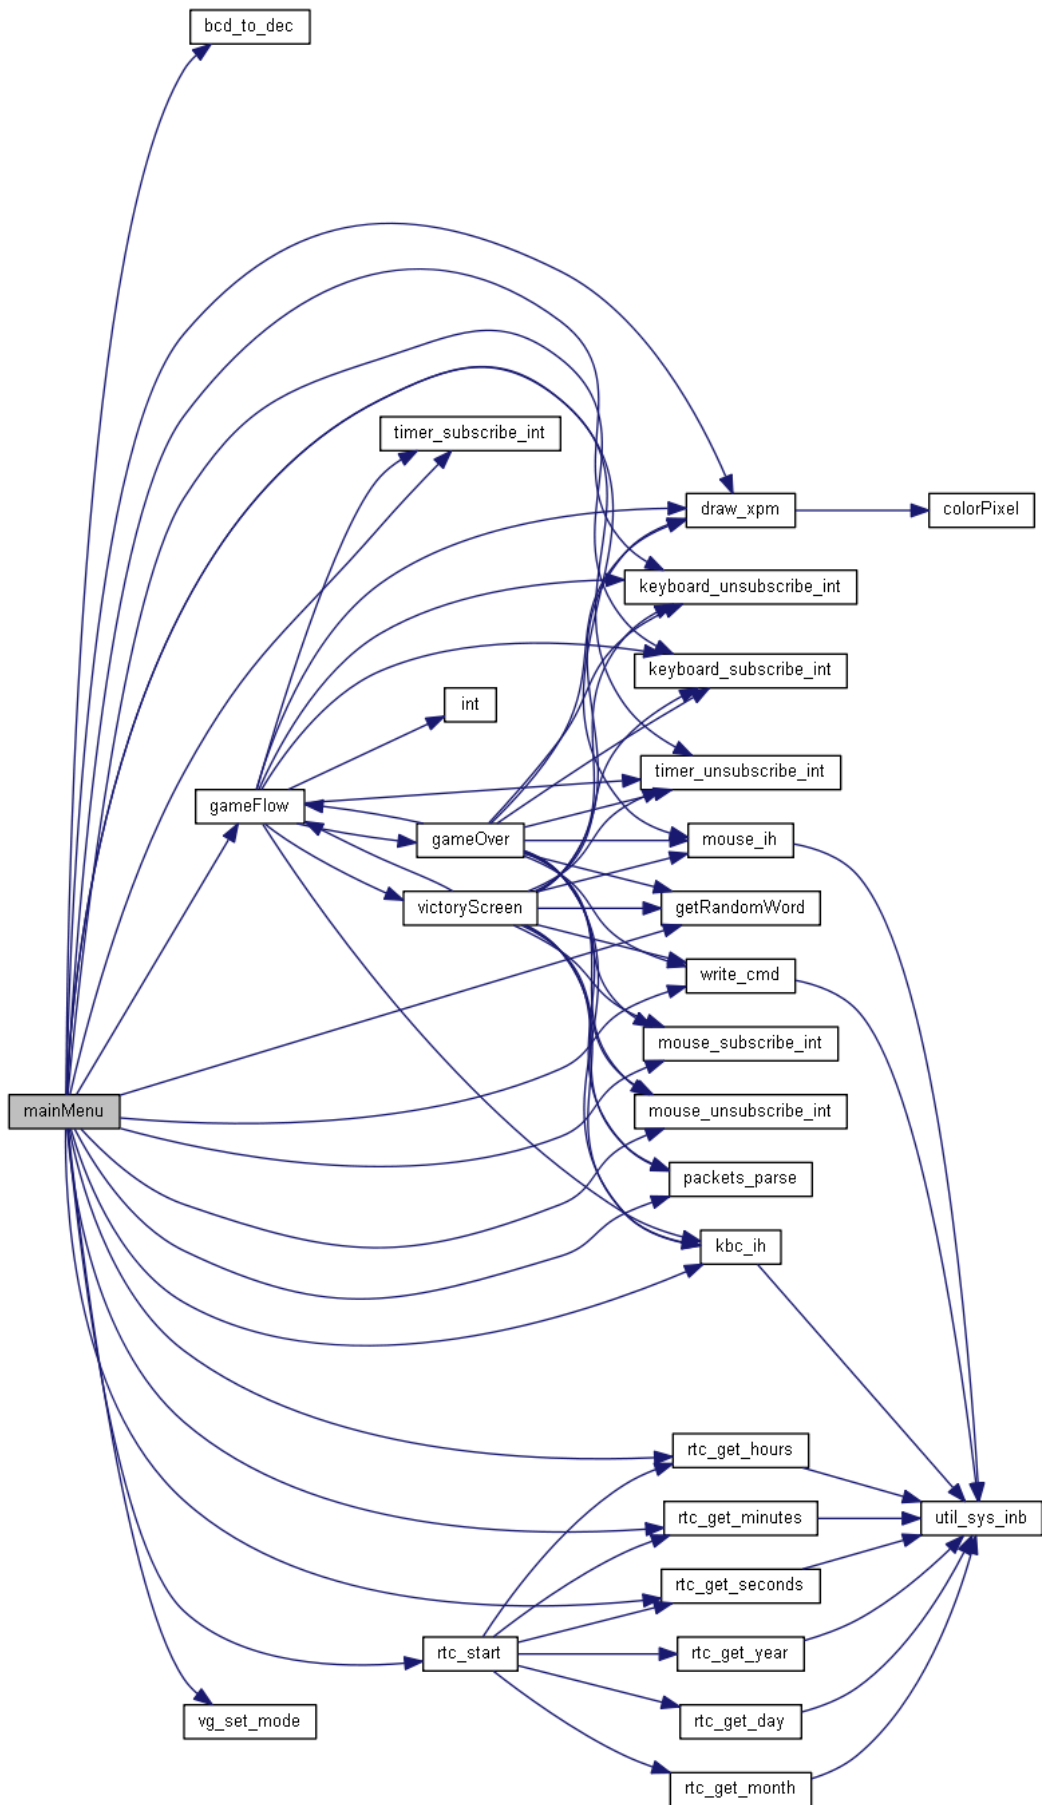 bcd_to_dec
timer_subscribe_int
draw_xpm
colorPixel
keyboard_unsubscribe_int
keyboard_subscribe_int
int
timer_unsubscribe_int
gameFlow
gameOver
mouse_ih
victoryScreen
getRandomWord
write_cmd
mouse_subscribe_int
mainMenu
mouse_unsubscribe_int
packets_parse
kbc_ih
rtc_get_hours
rtc_get_minutes
util_sys_inb
rtc_get_seconds
rtc_start
rtc_get_year
vg_set_mode
rtc_get_day
rtc_get_month